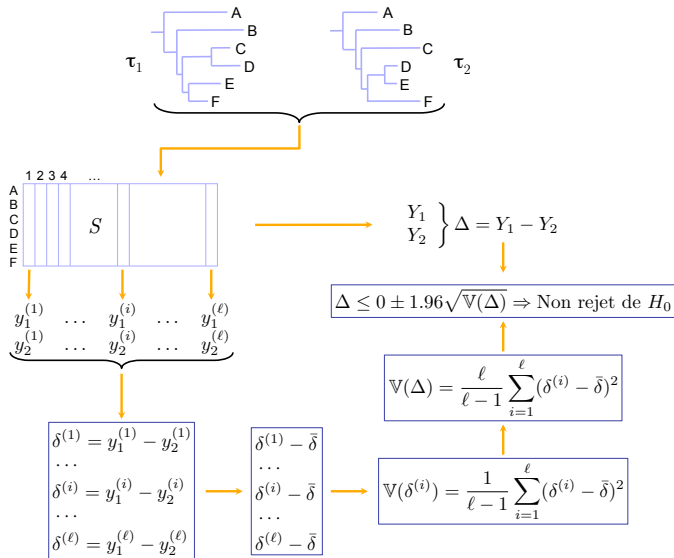 A
B
C
D
E
F
τ₁
A
B
C
D
E
F
τ₂
1 2 3 4 ...
A
B
C
D
E
F
S
Y₁
Y₂
} Δ = Y₁ − Y₂
y₁⁽¹⁾ … y₁⁽ⁱ⁾ … y₁⁽ℓ⁾
y₂⁽¹⁾ … y₂⁽ⁱ⁾ … y₂⁽ℓ⁾
Δ ≤ 0 ± 1.96√𝕍(Δ) ⇒ Non rejet de H₀
𝕍(Δ) = ℓ/(ℓ − 1) ∑_{i=1}^{ℓ} (δ⁽ⁱ⁾ − δ̄)²
δ⁽¹⁾ = y₁⁽¹⁾ − y₂⁽¹⁾
…
δ⁽ⁱ⁾ = y₁⁽ⁱ⁾ − y₂⁽ⁱ⁾
…
δ⁽ℓ⁾ = y₁⁽ℓ⁾ − y₂⁽ℓ⁾
δ⁽¹⁾ − δ̄
…
δ⁽ⁱ⁾ − δ̄
…
δ⁽ℓ⁾ − δ̄
𝕍(δ⁽ⁱ⁾) = 1/(ℓ − 1) ∑_{i=1}^{ℓ} (δ⁽ⁱ⁾ − δ̄)²